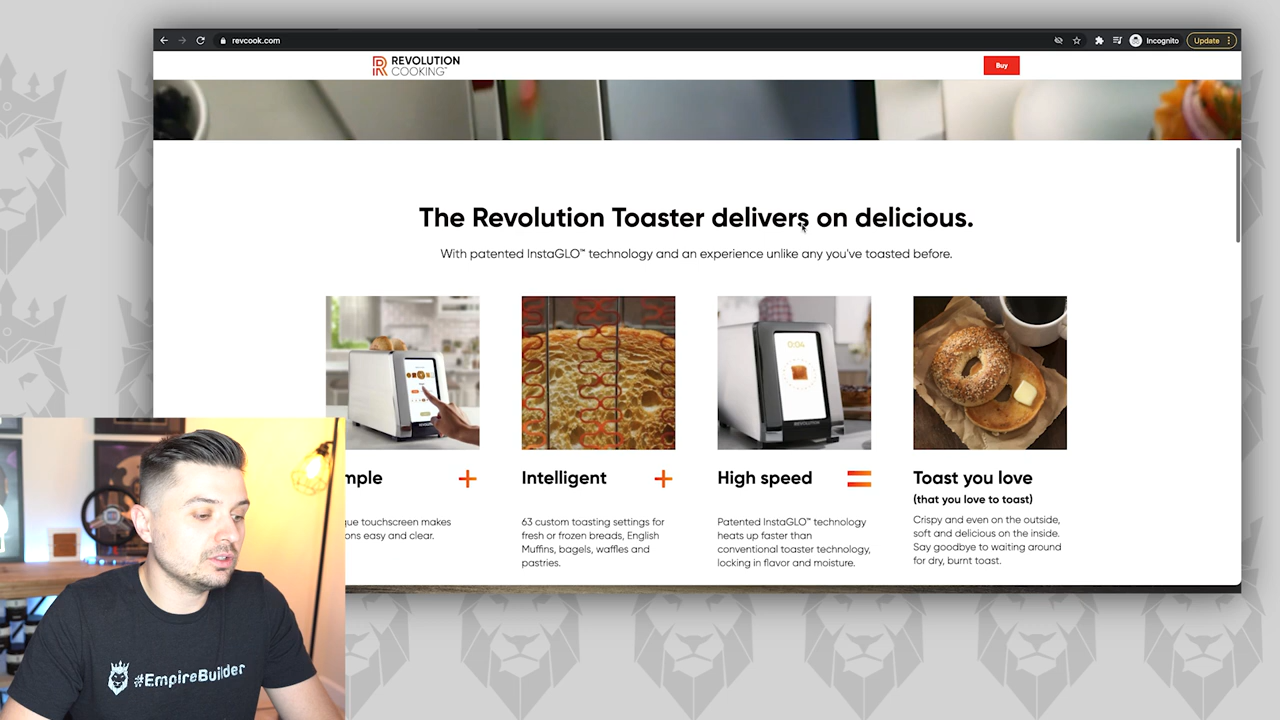 revcook.com
Incognito
Update
REVOLUTION
COOKING™
Buy
The Revolution Toaster delivers on delicious.
With patented InstaGLO™ technology and an experience unlike any you've toasted before.
0:04
REVOLUTION
mple
+
Intelligent
+
High speed
=
Toast you love
(that you love to toast)
gue touchscreen makes
ons easy and clear.
63 custom toasting settings for
fresh or frozen breads, English
Muffins, bagels, waffles and
pastries.
Patented InstaGLO™ technology
heats up faster than
conventional toaster technology,
locking in flavor and moisture.
Crispy and even on the outside,
soft and delicious on the inside.
Say goodbye to waiting around
for dry, burnt toast.
#EmpireBuilder